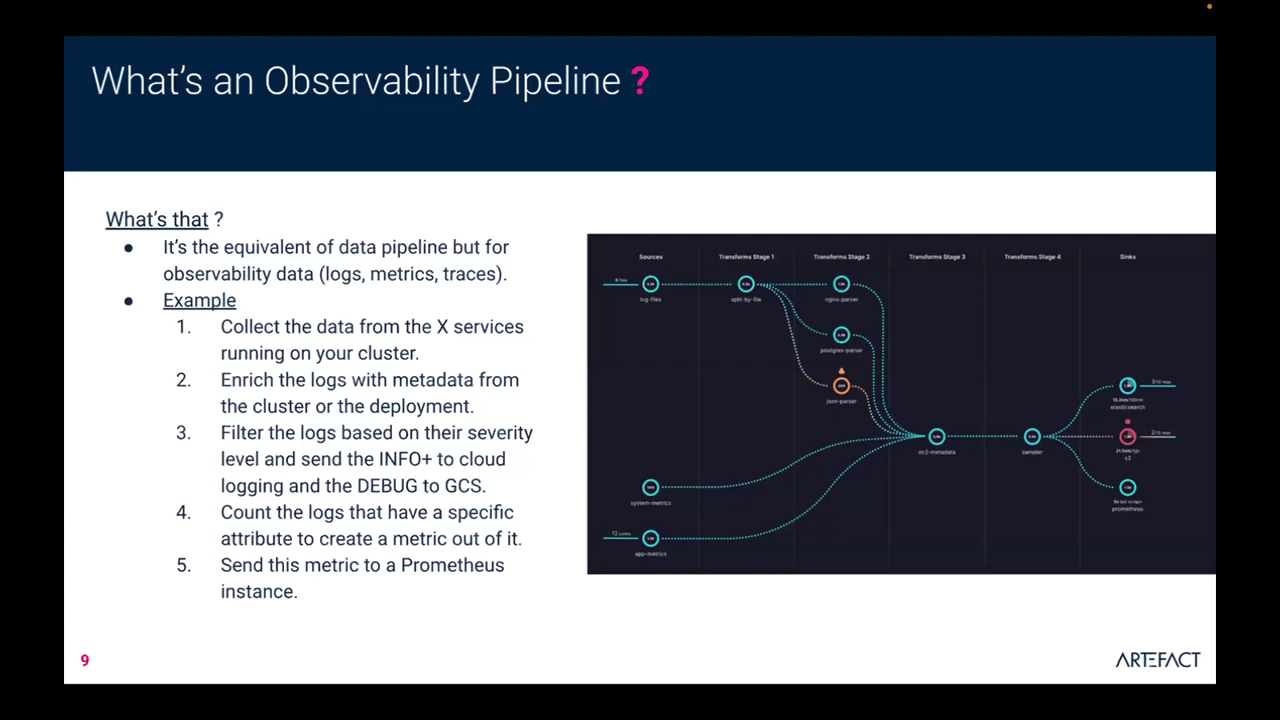 What's an Observability Pipeline ?
What's that ?
● It's the equivalent of data pipeline but for
observability data (logs, metrics, traces).
● Example
1. Collect the data from the X services
running on your cluster.
2. Enrich the logs with metadata from
the cluster or the deployment.
3. Filter the logs based on their severity
level and send the INFO+ to cloud
logging and the DEBUG to GCS.
4. Count the logs that have a specific
attribute to create a metric out of it.
5. Send this metric to a Prometheus
instance.
Sources
Transforms Stage 1
Transforms Stage 2
Transforms Stage 3
Transforms Stage 4
Sinks
log-files
split-by-file
nginx-parser
postgres-parser
json-parser
elasticsearch
ec2-metadata
sampler
system-metrics
prometheus
app-metrics
9
ARTEFACT